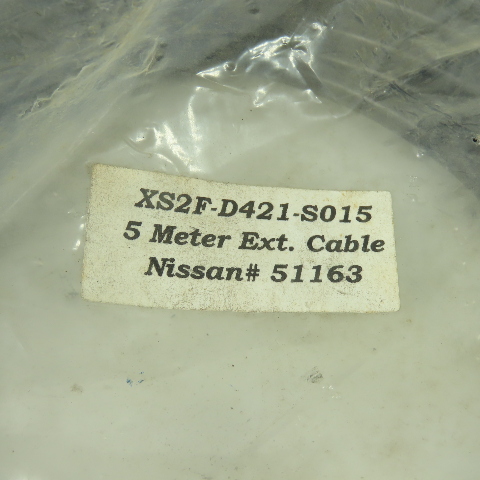 XS2F-D421-S015
5 Meter Ext. Cable
Nissan# 51163